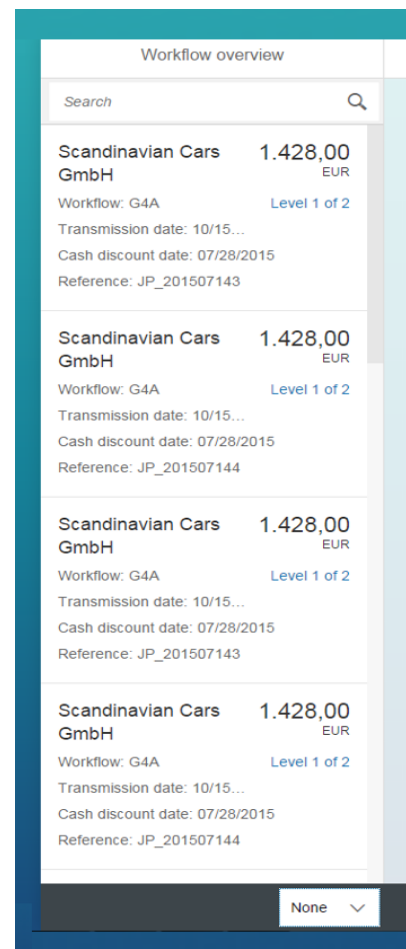 Workflow overview
Search
Scandinavian Cars GmbH 1.428,00 EUR
Workflow: G4A Level 1 of 2
Transmission date: 10/15...
Cash discount date: 07/28/2015
Reference: JP_201507143
Scandinavian Cars GmbH 1.428,00 EUR
Workflow: G4A Level 1 of 2
Transmission date: 10/15...
Cash discount date: 07/28/2015
Reference: JP_201507144
Scandinavian Cars GmbH 1.428,00 EUR
Workflow: G4A Level 1 of 2
Transmission date: 10/15...
Cash discount date: 07/28/2015
Reference: JP_201507143
Scandinavian Cars GmbH 1.428,00 EUR
Workflow: G4A Level 1 of 2
Transmission date: 10/15...
Cash discount date: 07/28/2015
Reference: JP_201507144
None